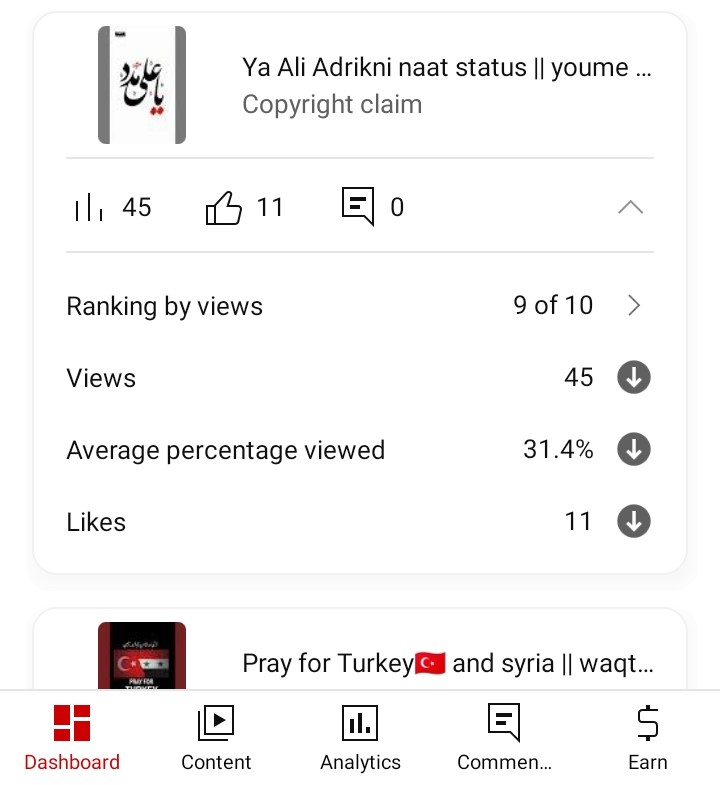 یا علی مدد
Ya Ali Adrikni naat status || youme ...
Copyright claim
45
11
0
Ranking by views
9 of 10
Views
45
Average percentage viewed
31.4%
Likes
11
PRAY FOR
TURKEY
Pray for Turkey🇹🇷 and syria || waqt...
Dashboard
Content
Analytics
Commen...
Earn